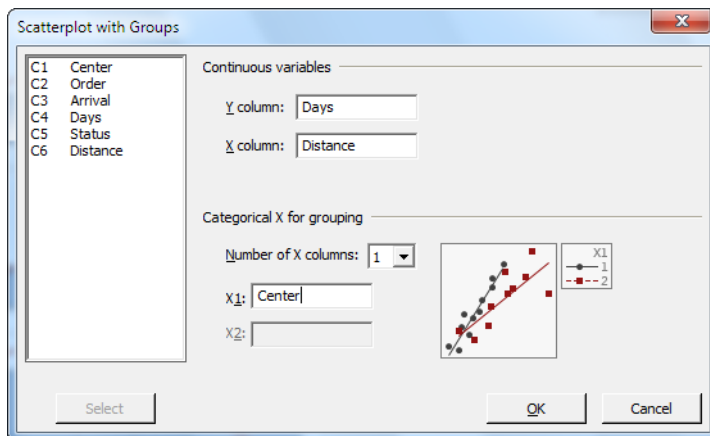 Scatterplot with Groups
C1 Center
C2 Order
C3 Arrival
C4 Days
C5 Status
C6 Distance
Continuous variables
Y column: Days
X column: Distance
Categorical X for grouping
Number of X columns: 1
X1: Center
X2:
X1
1
2
Select
OK
Cancel